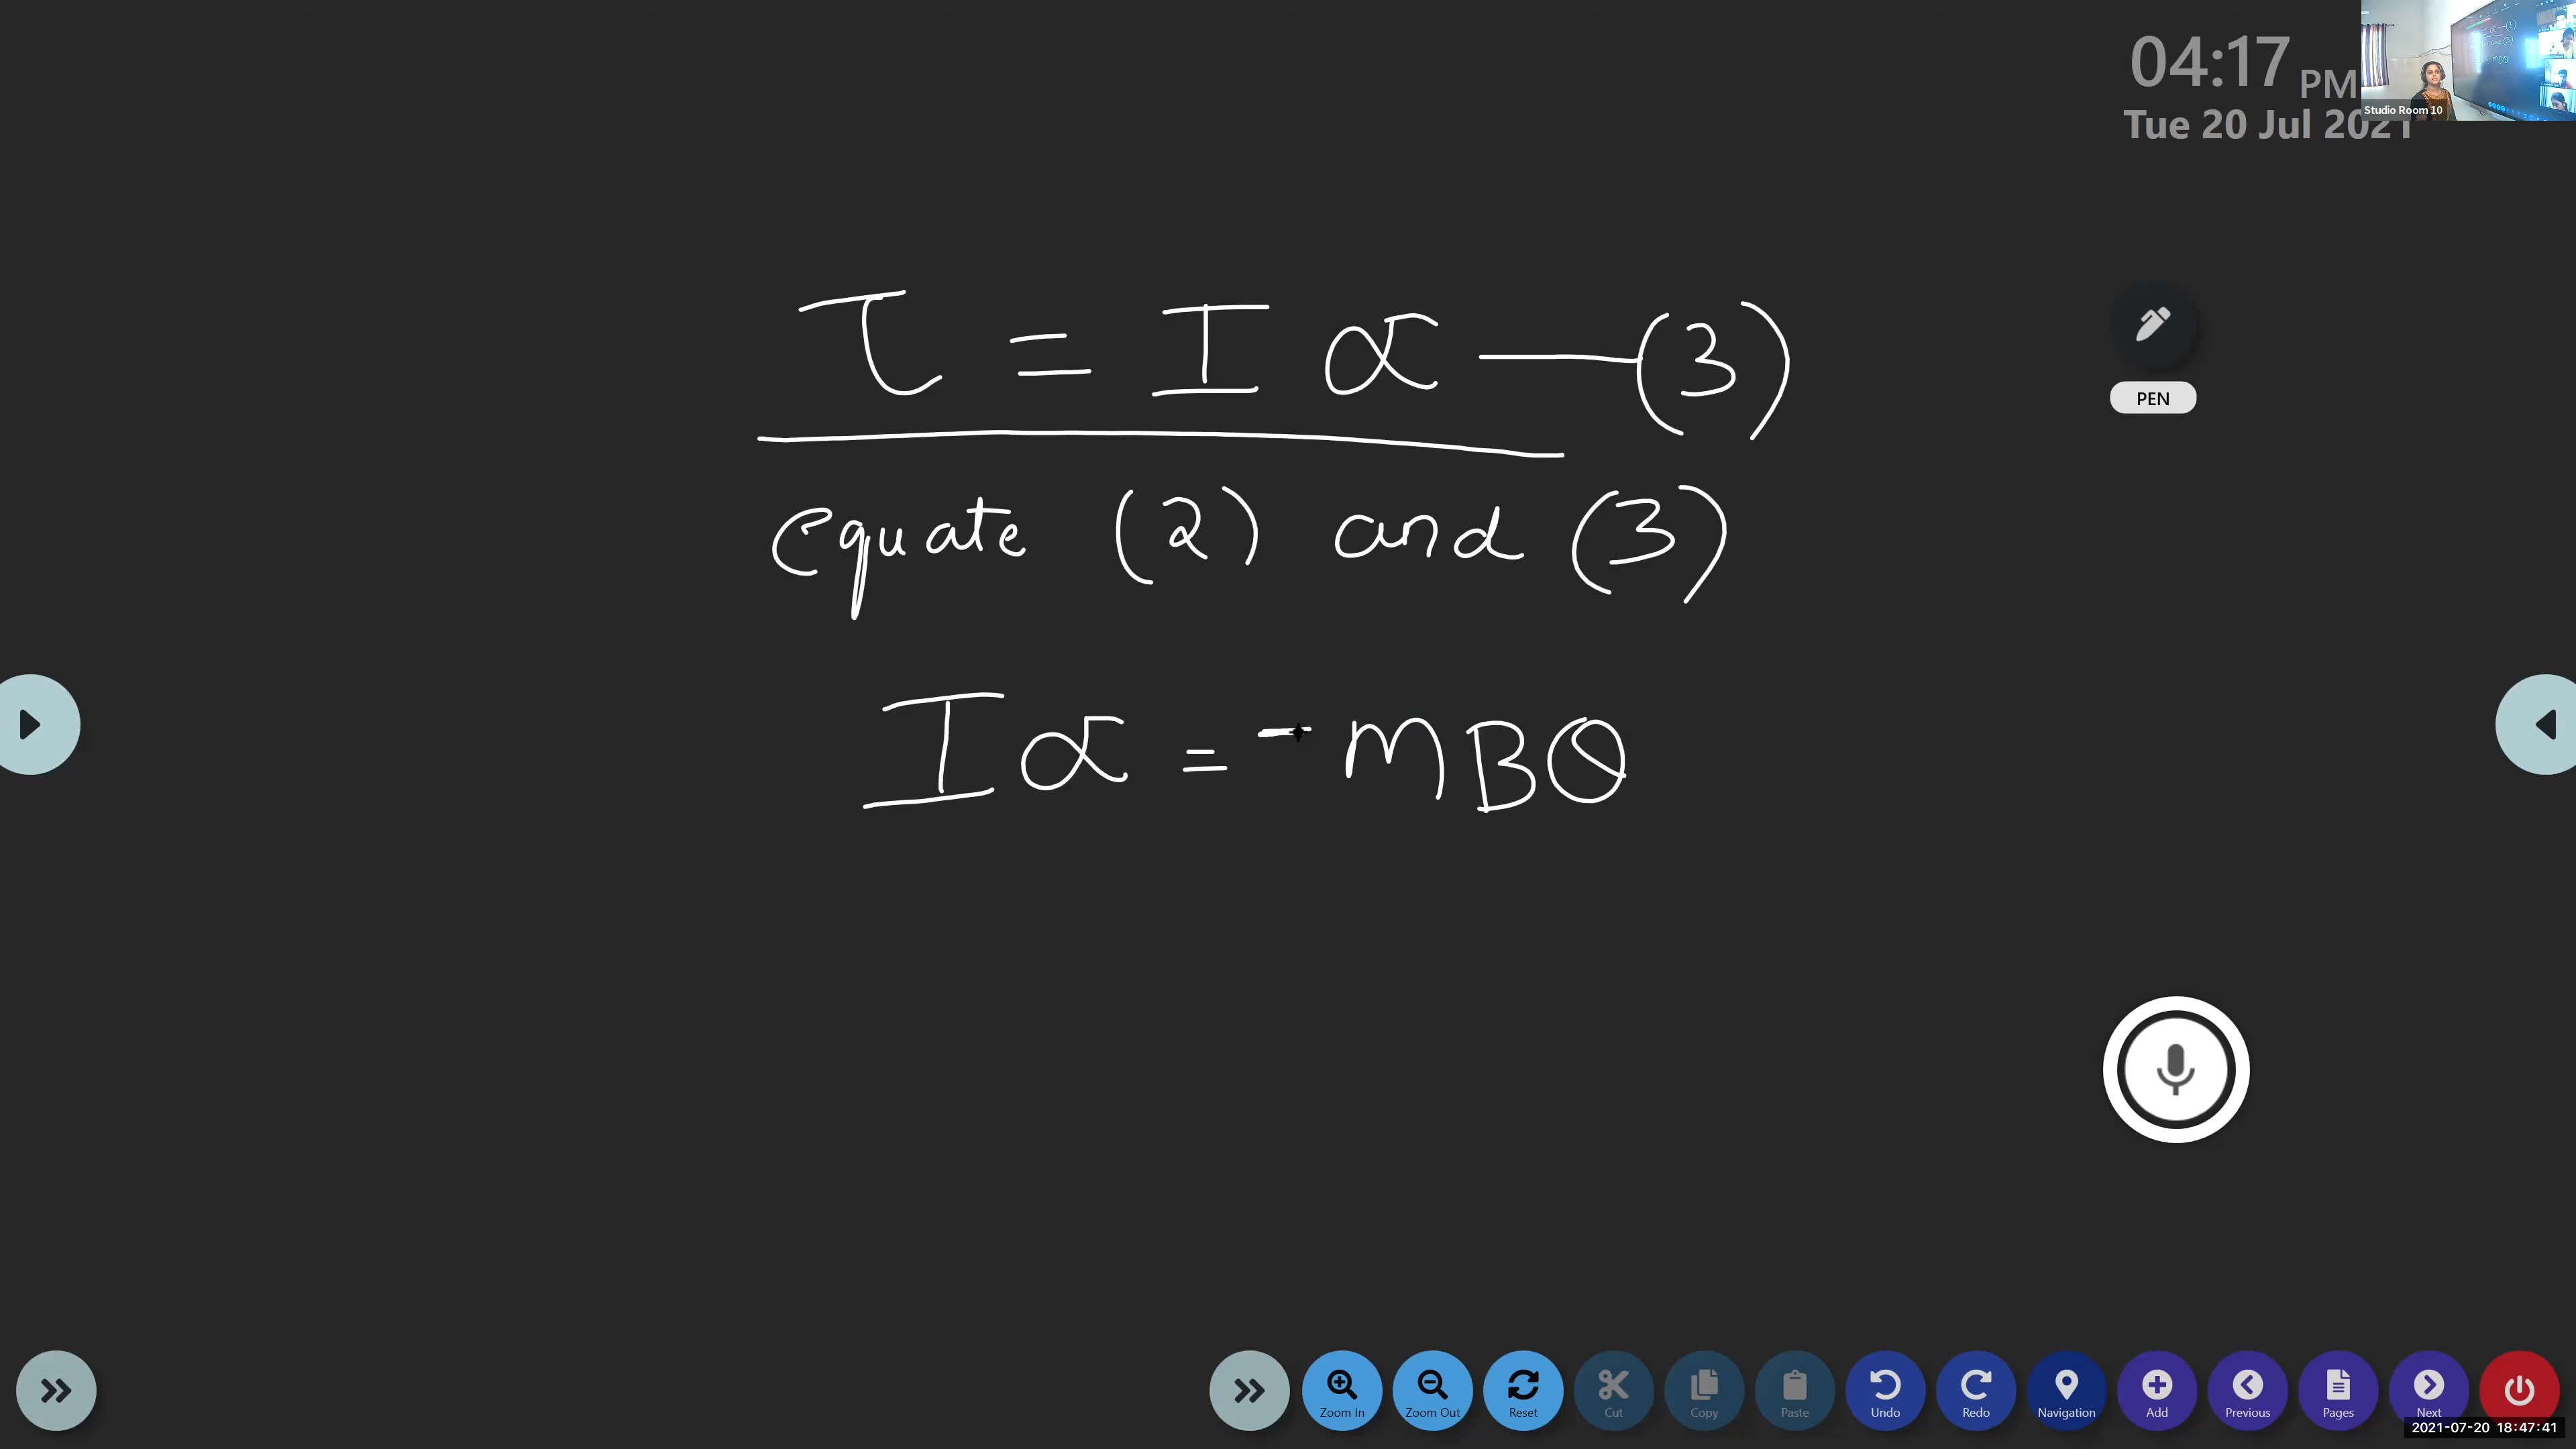 04:17 PM
Tue 20 Jul 2021
Studio Room 10
τ = I α —(3)
PEN
equate (2) and (3)
Iα = - mBθ
Zoom In
Zoom Out
Reset
Cut
Copy
Paste
Undo
Redo
Navigation
Add
Previous
Pages
Next
2021-07-20 18:47:41